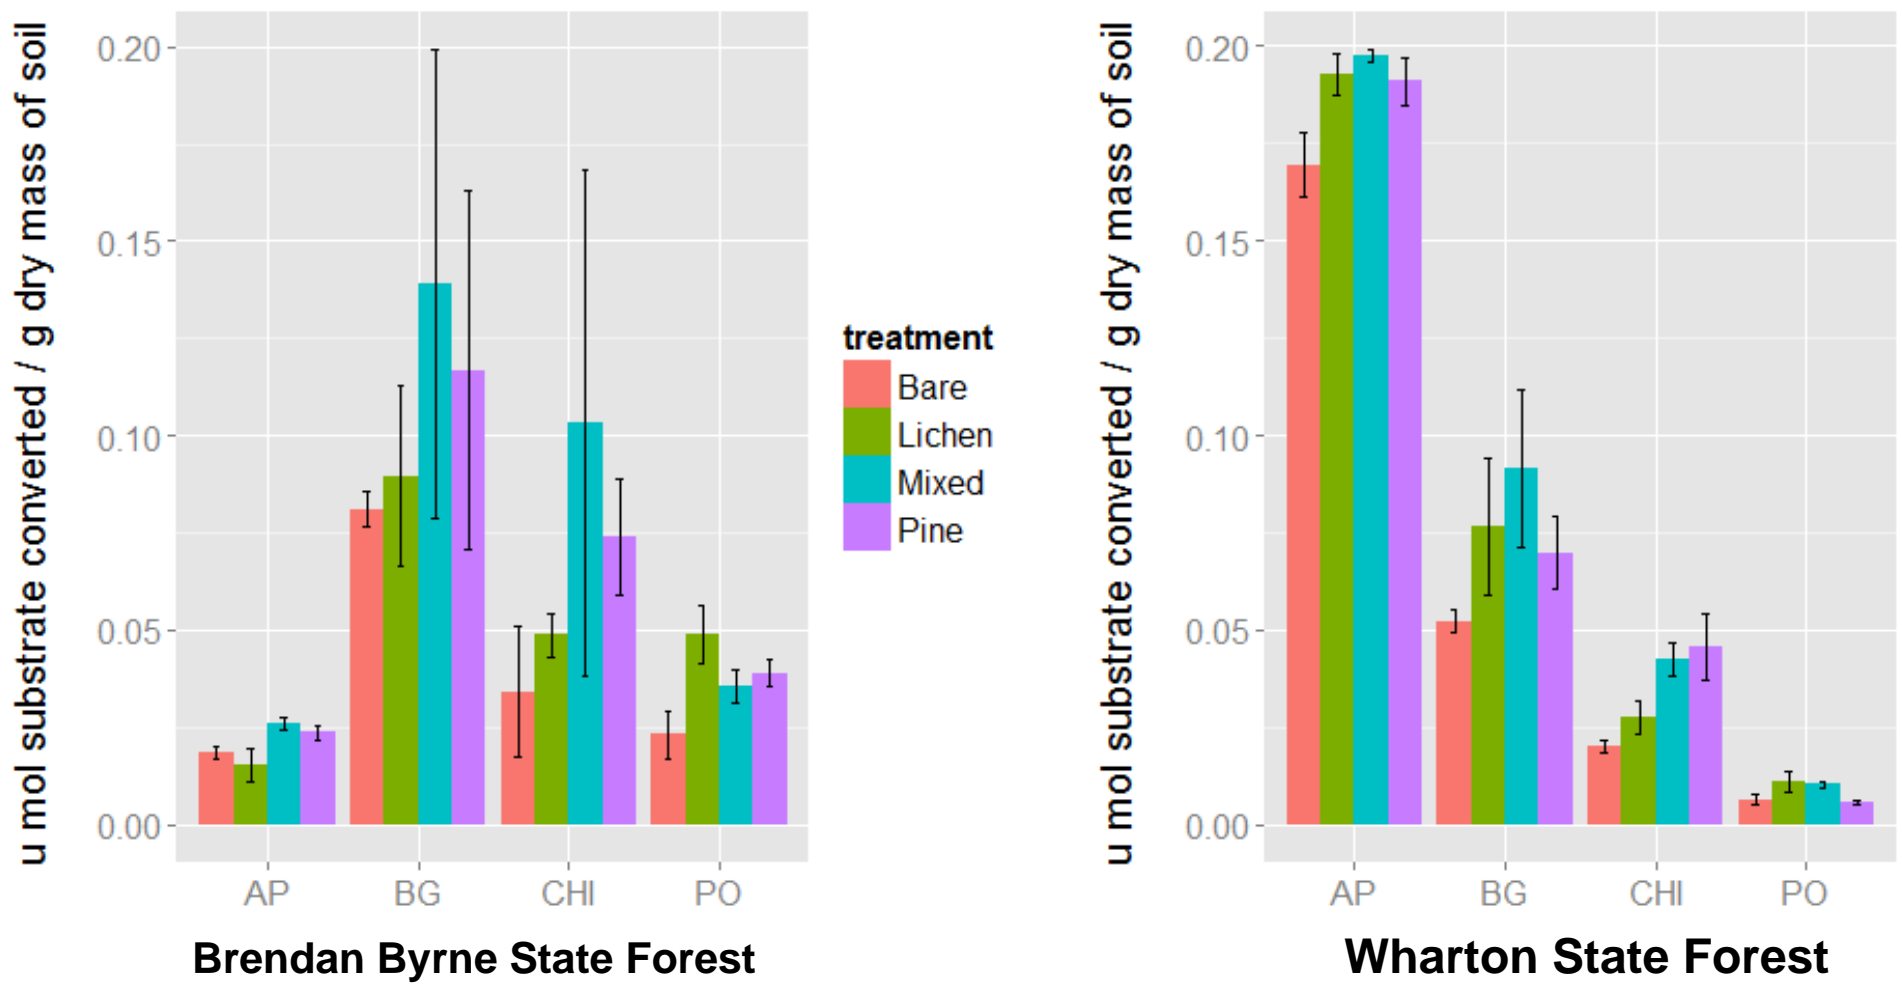 u mol substrate converted / g dry mass of soil
0.20
0.15
0.10
0.05
0.00
AP BG CHI PO
Brendan Byrne State Forest
treatment
Bare
Lichen
Mixed
Pine
u mol substrate converted / g dry mass of soil
0.20
0.15
0.10
0.05
0.00
AP BG CHI PO
Wharton State Forest